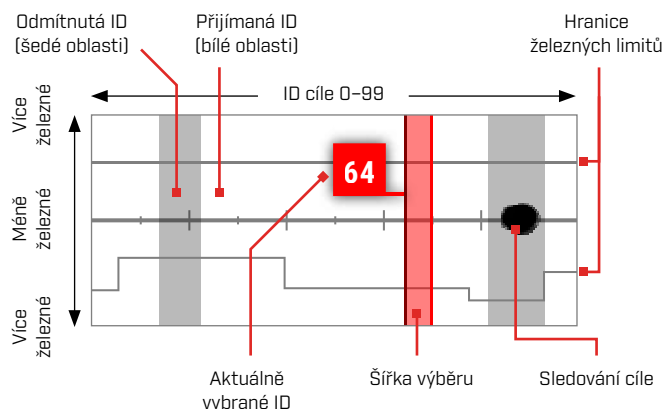 Odmítnutá ID
(šedé oblasti)
Přijímaná ID
(bílé oblasti)
Hranice
železných limitů
ID cíle 0–99
Více
železné
Méně
železné
Více
železné
64
Aktuálně
vybrané ID
Šířka výběru
Sledování cíle